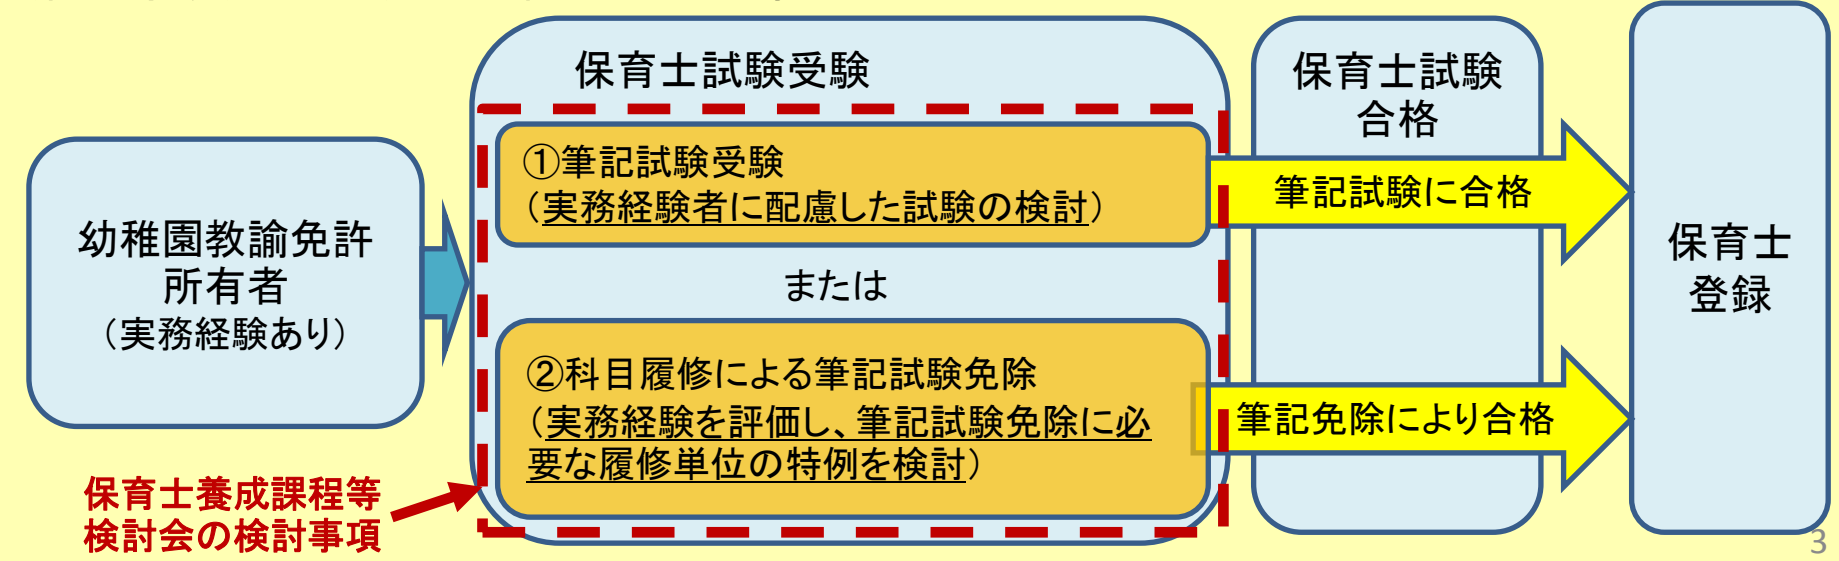 保育士試験受験
①筆記試験受験
（実務経験者に配慮した試験の検討）
または
②科目履修による筆記試験免除
（実務経験を評価し、筆記試験免除に必
要な履修単位の特例を検討）
幼稚園教諭免許
所有者
（実務経験あり）
保育士試験
合格
筆記試験に合格
筆記免除により合格
保育士
登録
保育士養成課程等
検討会の検討事項
3